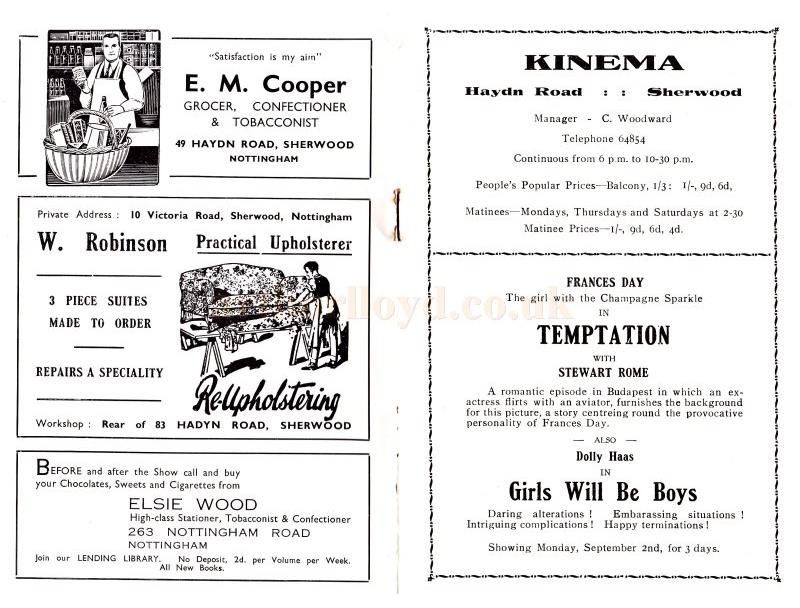 "Satisfaction is my aim"
E. M. Cooper
GROCER, CONFECTIONER
& TOBACCONIST
49 HAYDN ROAD, SHERWOOD
NOTTINGHAM
Private Address : 10 Victoria Road, Sherwood, Nottingham
W. Robinson Practical Upholsterer
3 PIECE SUITES
MADE TO ORDER
REPAIRS A SPECIALITY
Re-Upholstering
Workshop : Rear of 83 HADYN ROAD, SHERWOOD
BEFORE and after the Show call and buy
your Chocolates, Sweets and Cigarettes from
ELSIE WOOD
High-class Stationer, Tobacconist & Confectioner
263 NOTTINGHAM ROAD
NOTTINGHAM
Join our LENDING LIBRARY. No Deposit, 2d. per Volume per Week.
All New Books.
KINEMA
Haydn Road : : Sherwood
Manager - C. Woodward
Telephone 64854
Continuous from 6 p.m. to 10-30 p.m.
People's Popular Prices—Balcony, 1/3: 1/-, 9d, 6d,
Matinees—Mondays, Thursdays and Saturdays at 2-30
Matinee Prices—1/-, 9d, 6d, 4d.
FRANCES DAY
The girl with the Champagne Sparkle
IN
TEMPTATION
WITH
STEWART ROME
A romantic episode in Budapest in which an ex-
actress flirts with an aviator, furnishes the background
for this picture, a story centreing round the provocative
personality of Frances Day.
— ALSO —
Dolly Haas
IN
Girls Will Be Boys
Daring alterations ! Embarassing situations !
Intriguing complications ! Happy terminations !
Showing Monday, September 2nd, for 3 days.